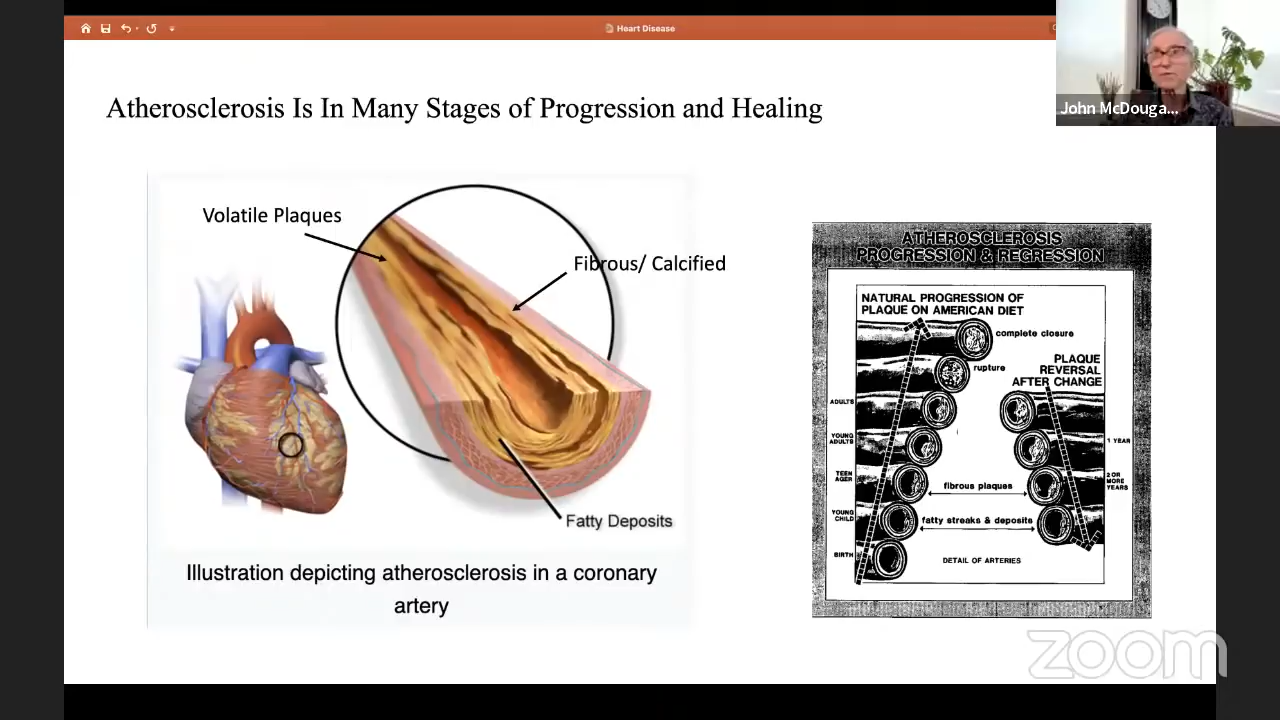 Heart Disease
John McDouga...
Atherosclerosis Is In Many Stages of Progression and Healing
Volatile Plaques
Fibrous/ Calcified
Fatty Deposits
Illustration depicting atherosclerosis in a coronary
artery
ATHEROSCLEROSIS
PROGRESSION & REGRESSION
NATURAL PROGRESSION OF
PLAQUE ON AMERICAN DIET
complete closure
rupture
PLAQUE
REVERSAL
AFTER CHANGE
ADULTS
YOUNG
ADULTS
1 YEAR
TEEN
AGER
2 OR
MORE
YEARS
fibrous plaques
YOUNG
CHILD
fatty streaks & deposits
BIRTH
DETAIL OF ARTERIES
zoom